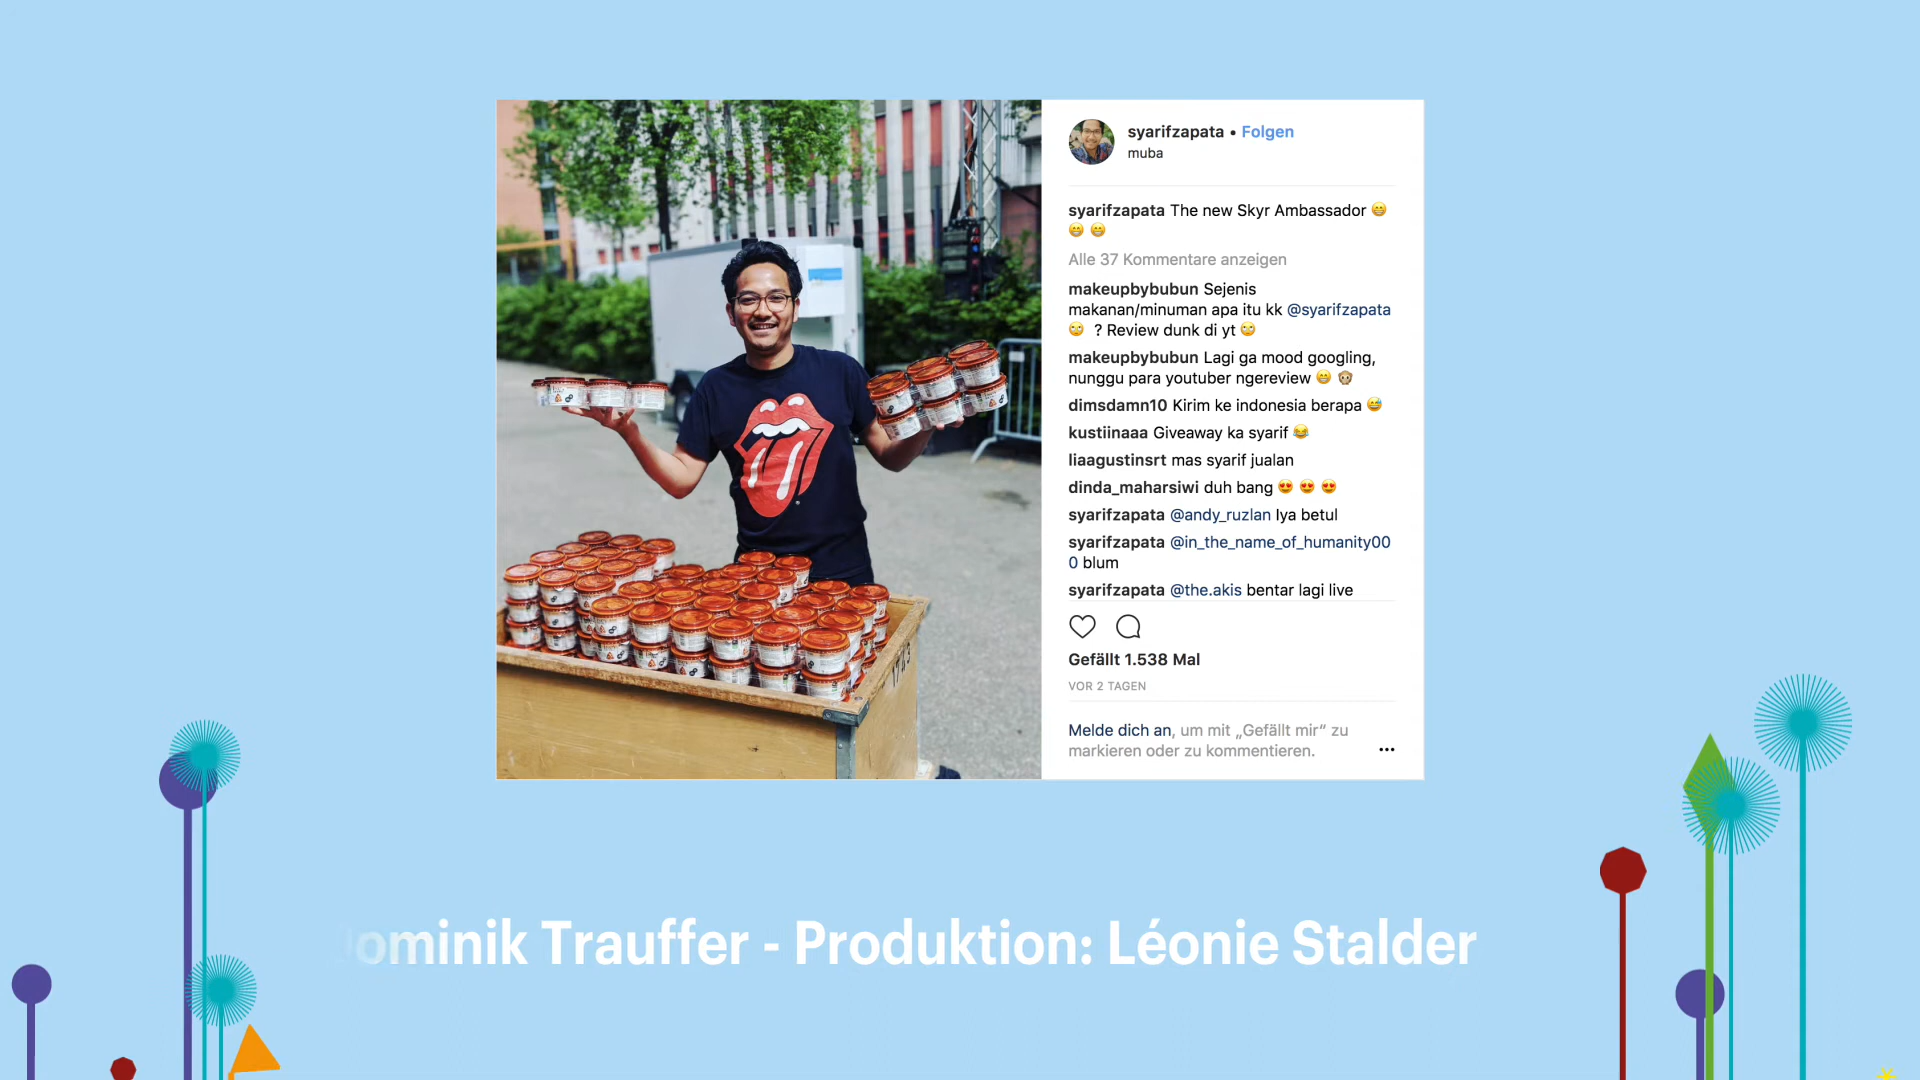 syarifzapata • Folgen
muba
syarifzapata The new Skyr Ambassador 😁
😁 😁
Alle 37 Kommentare anzeigen
makeupbybubun Sejenis
makanan/minuman apa itu kk @syarifzapata
🙄 ? Review dunk di yt 🙄
makeupbybubun Lagi ga mood googling,
nunggu para youtuber ngereview 😁 🙊
dimsdamn10 Kirim ke indonesia berapa 😅
kustiinaaa Giveaway ka syarif 😂
liaagustinsrt mas syarif jualan
dinda_maharsiwi duh bang 😍 😍 😍
syarifzapata @andy_ruzlan Iya betul
syarifzapata @in_the_name_of_humanity00
0 blum
syarifzapata @the.akis bentar lagi live
Gefällt 1.538 Mal
VOR 2 TAGEN
Melde dich an, um mit „Gefällt mir“ zu
markieren oder zu kommentieren.
Dominik Trauffer - Produktion: Léonie Stalder